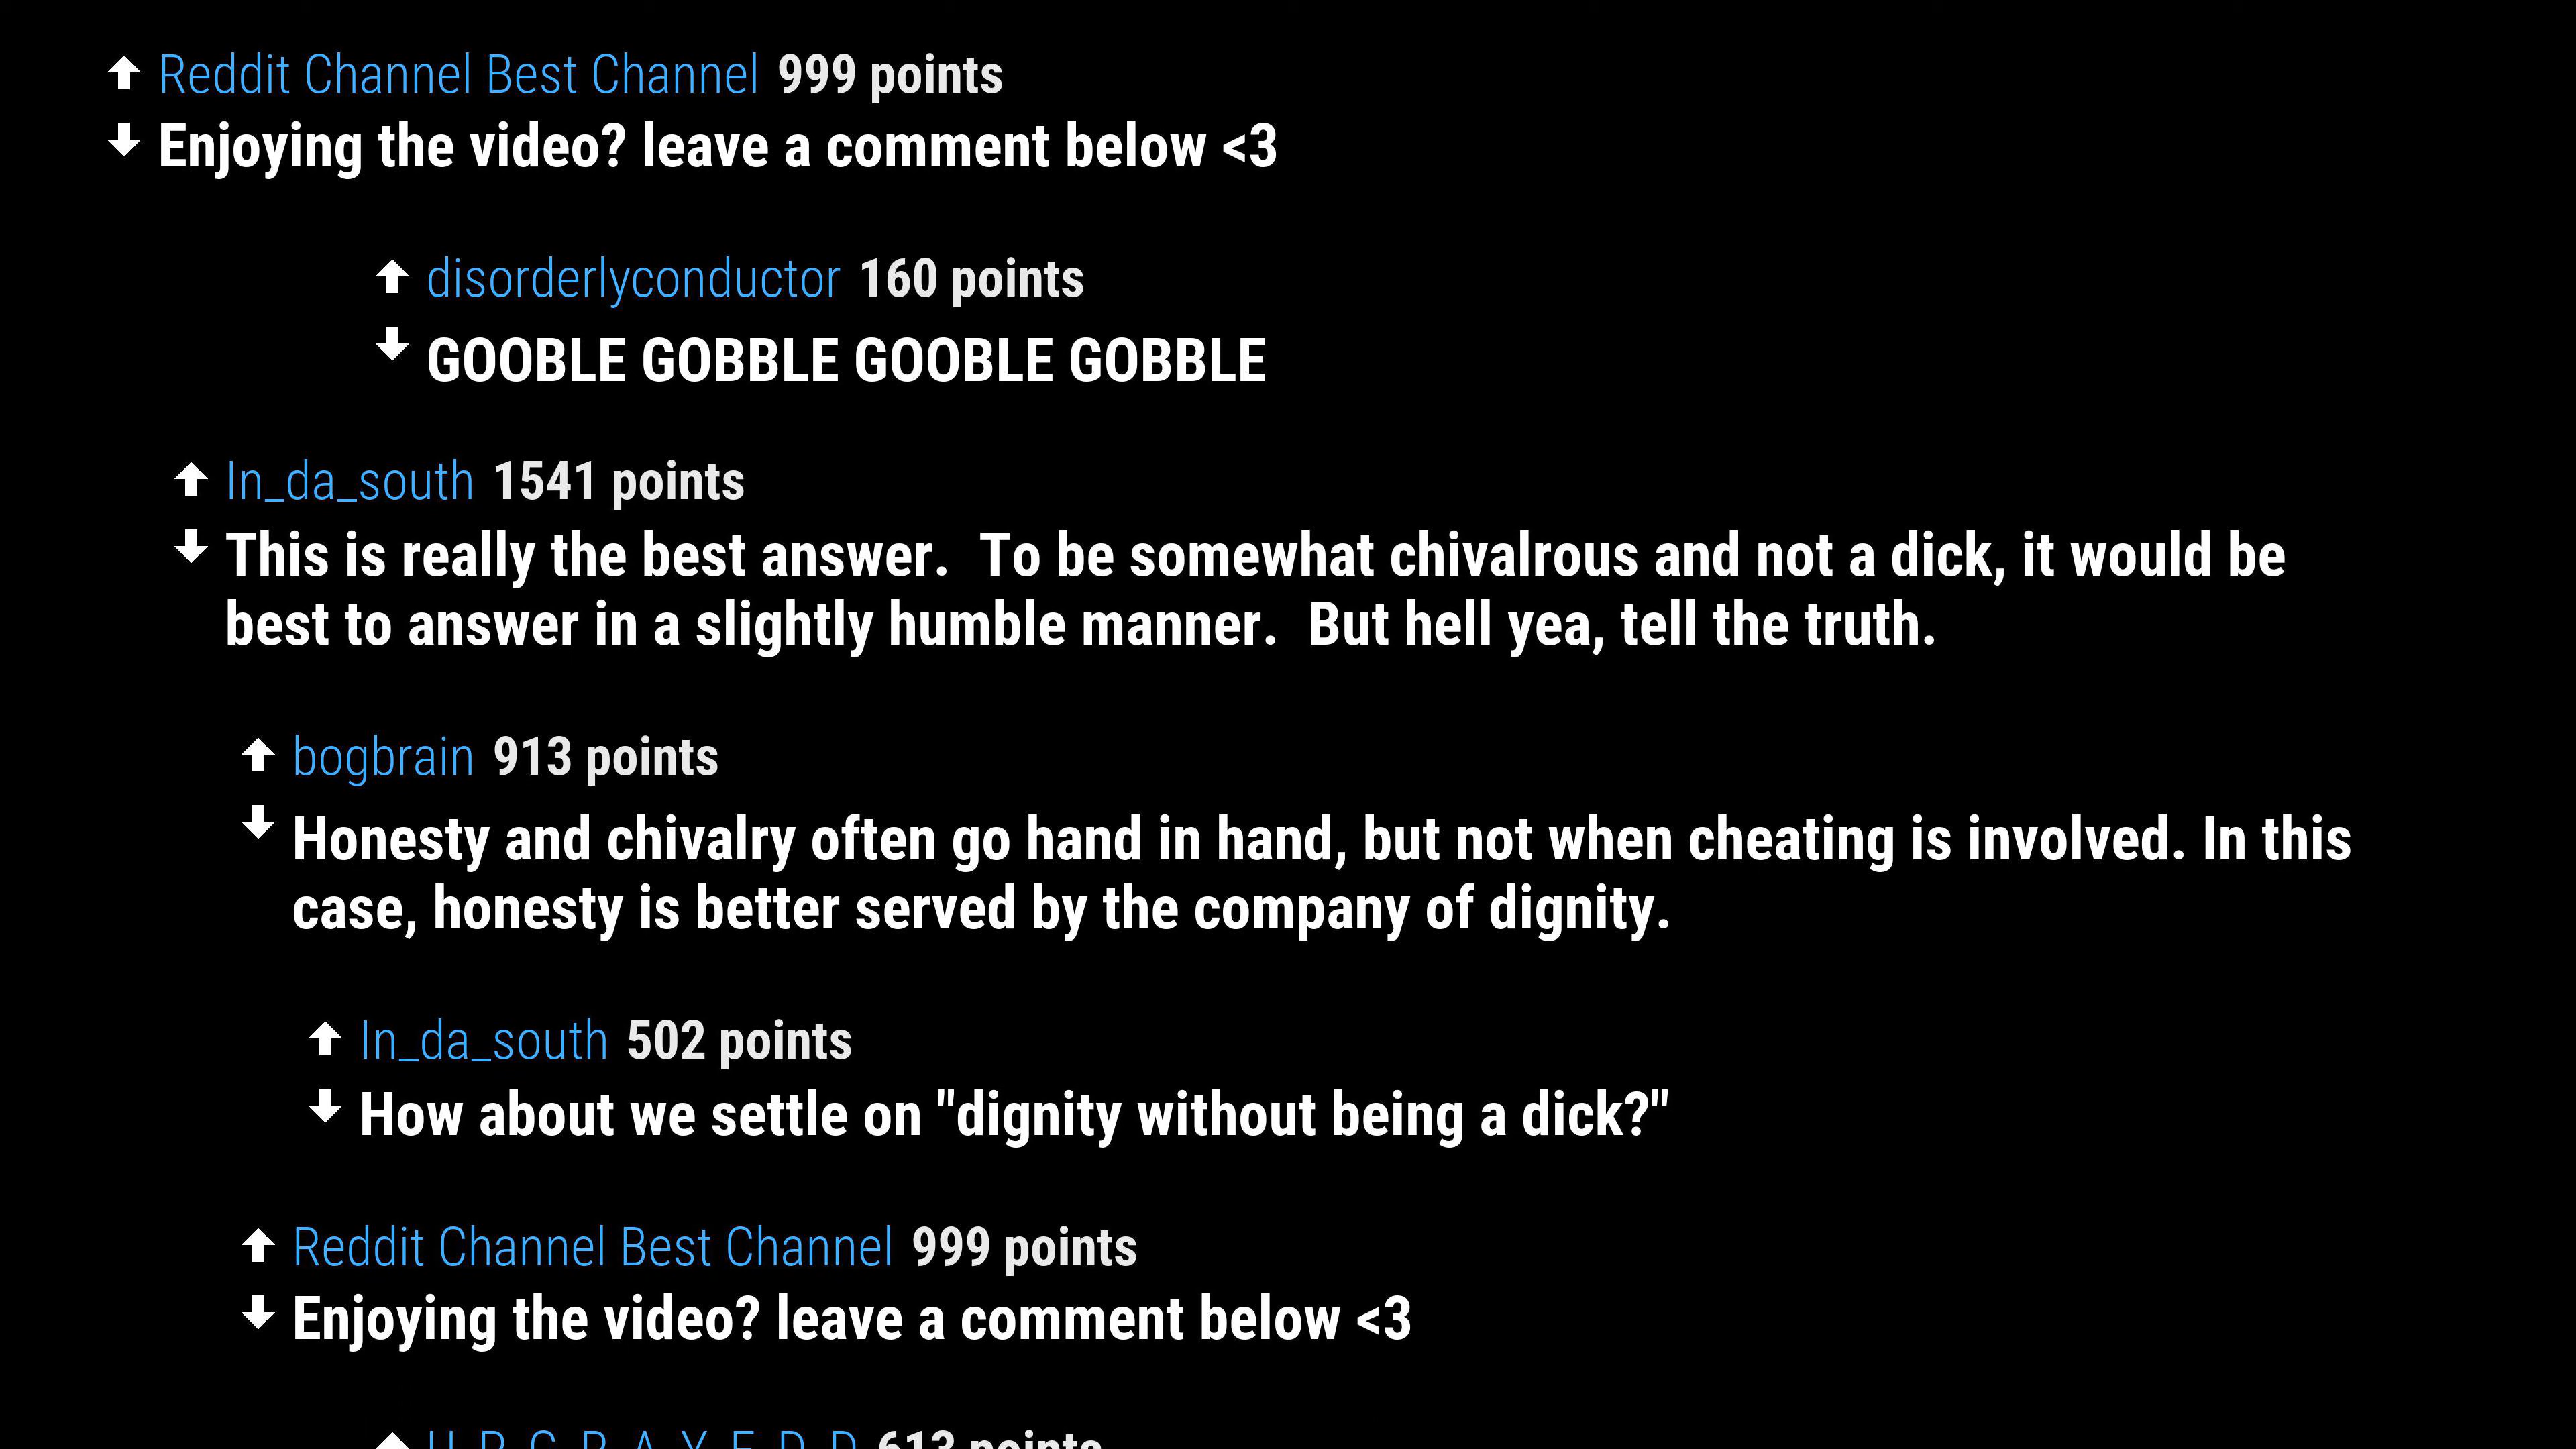 Reddit Channel Best Channel 999 points
Enjoying the video? leave a comment below <3
disorderlyconductor 160 points
GOOBLE GOBBLE GOOBLE GOBBLE
In_da_south 1541 points
This is really the best answer.  To be somewhat chivalrous and not a dick, it would be
best to answer in a slightly humble manner.  But hell yea, tell the truth.
bogbrain 913 points
Honesty and chivalry often go hand in hand, but not when cheating is involved. In this
case, honesty is better served by the company of dignity.
In_da_south 502 points
How about we settle on "dignity without being a dick?"
Reddit Channel Best Channel 999 points
Enjoying the video? leave a comment below <3
613 points